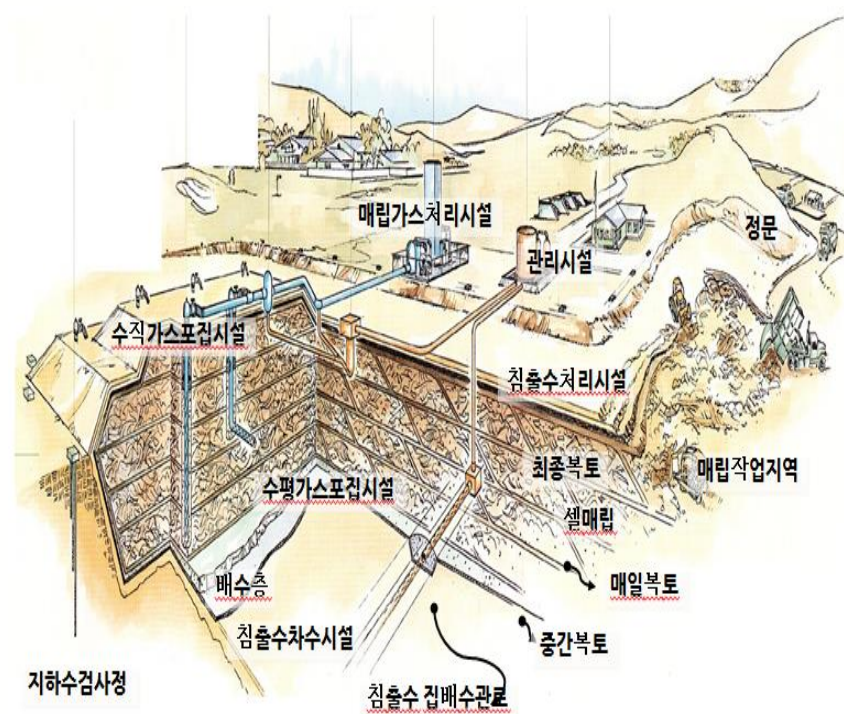 매립가스처리시설
정문
관리시설
수직가스포집시설
침출수처리시설
최종복토
매립작업지역
수평가스포집시설
셀매립
배수층
매일복토
침출수차수시설
중간복토
지하수검사정
침출수 집배수관로